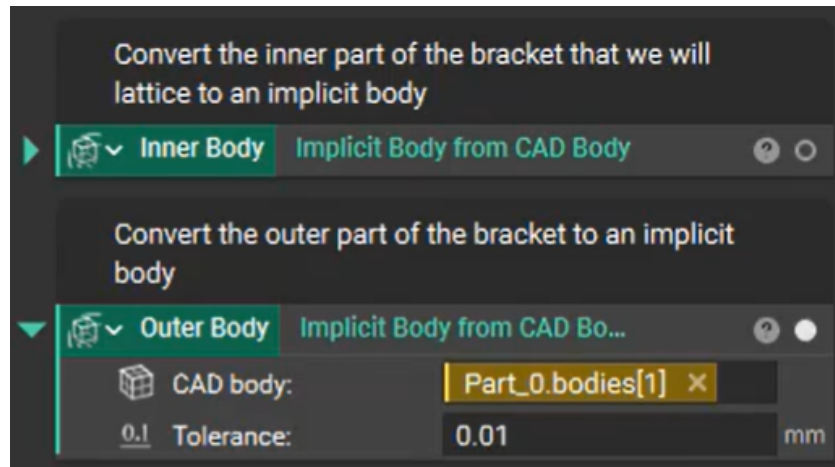 Convert the inner part of the bracket that we will
lattice to an implicit body
Inner Body Implicit Body from CAD Body ?
Convert the outer part of the bracket to an implicit
body
Outer Body Implicit Body from CAD Bo... ?
CAD body: Part_0.bodies[1] ×
0.1 Tolerance: 0.01 mm